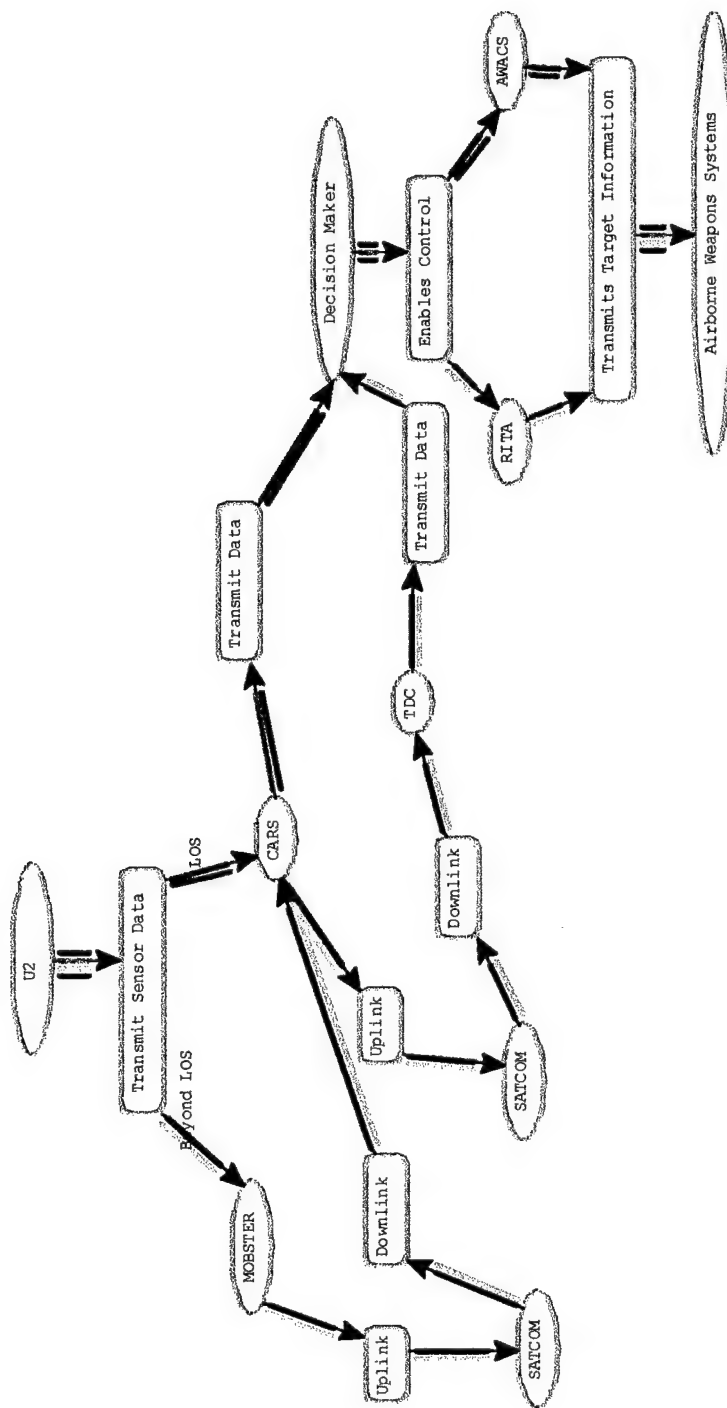 U2
Transmit Sensor Data
LOS
Beyond LOS
MOBSTER
CARS
Uplink
SATCOM
Downlink
Uplink
SATCOM
Downlink
TDC
Transmit Data
Transmit Data
Decision Maker
Enables Control
RITA
AWACS
Transmits Target Information
Airborne Weapons Systems